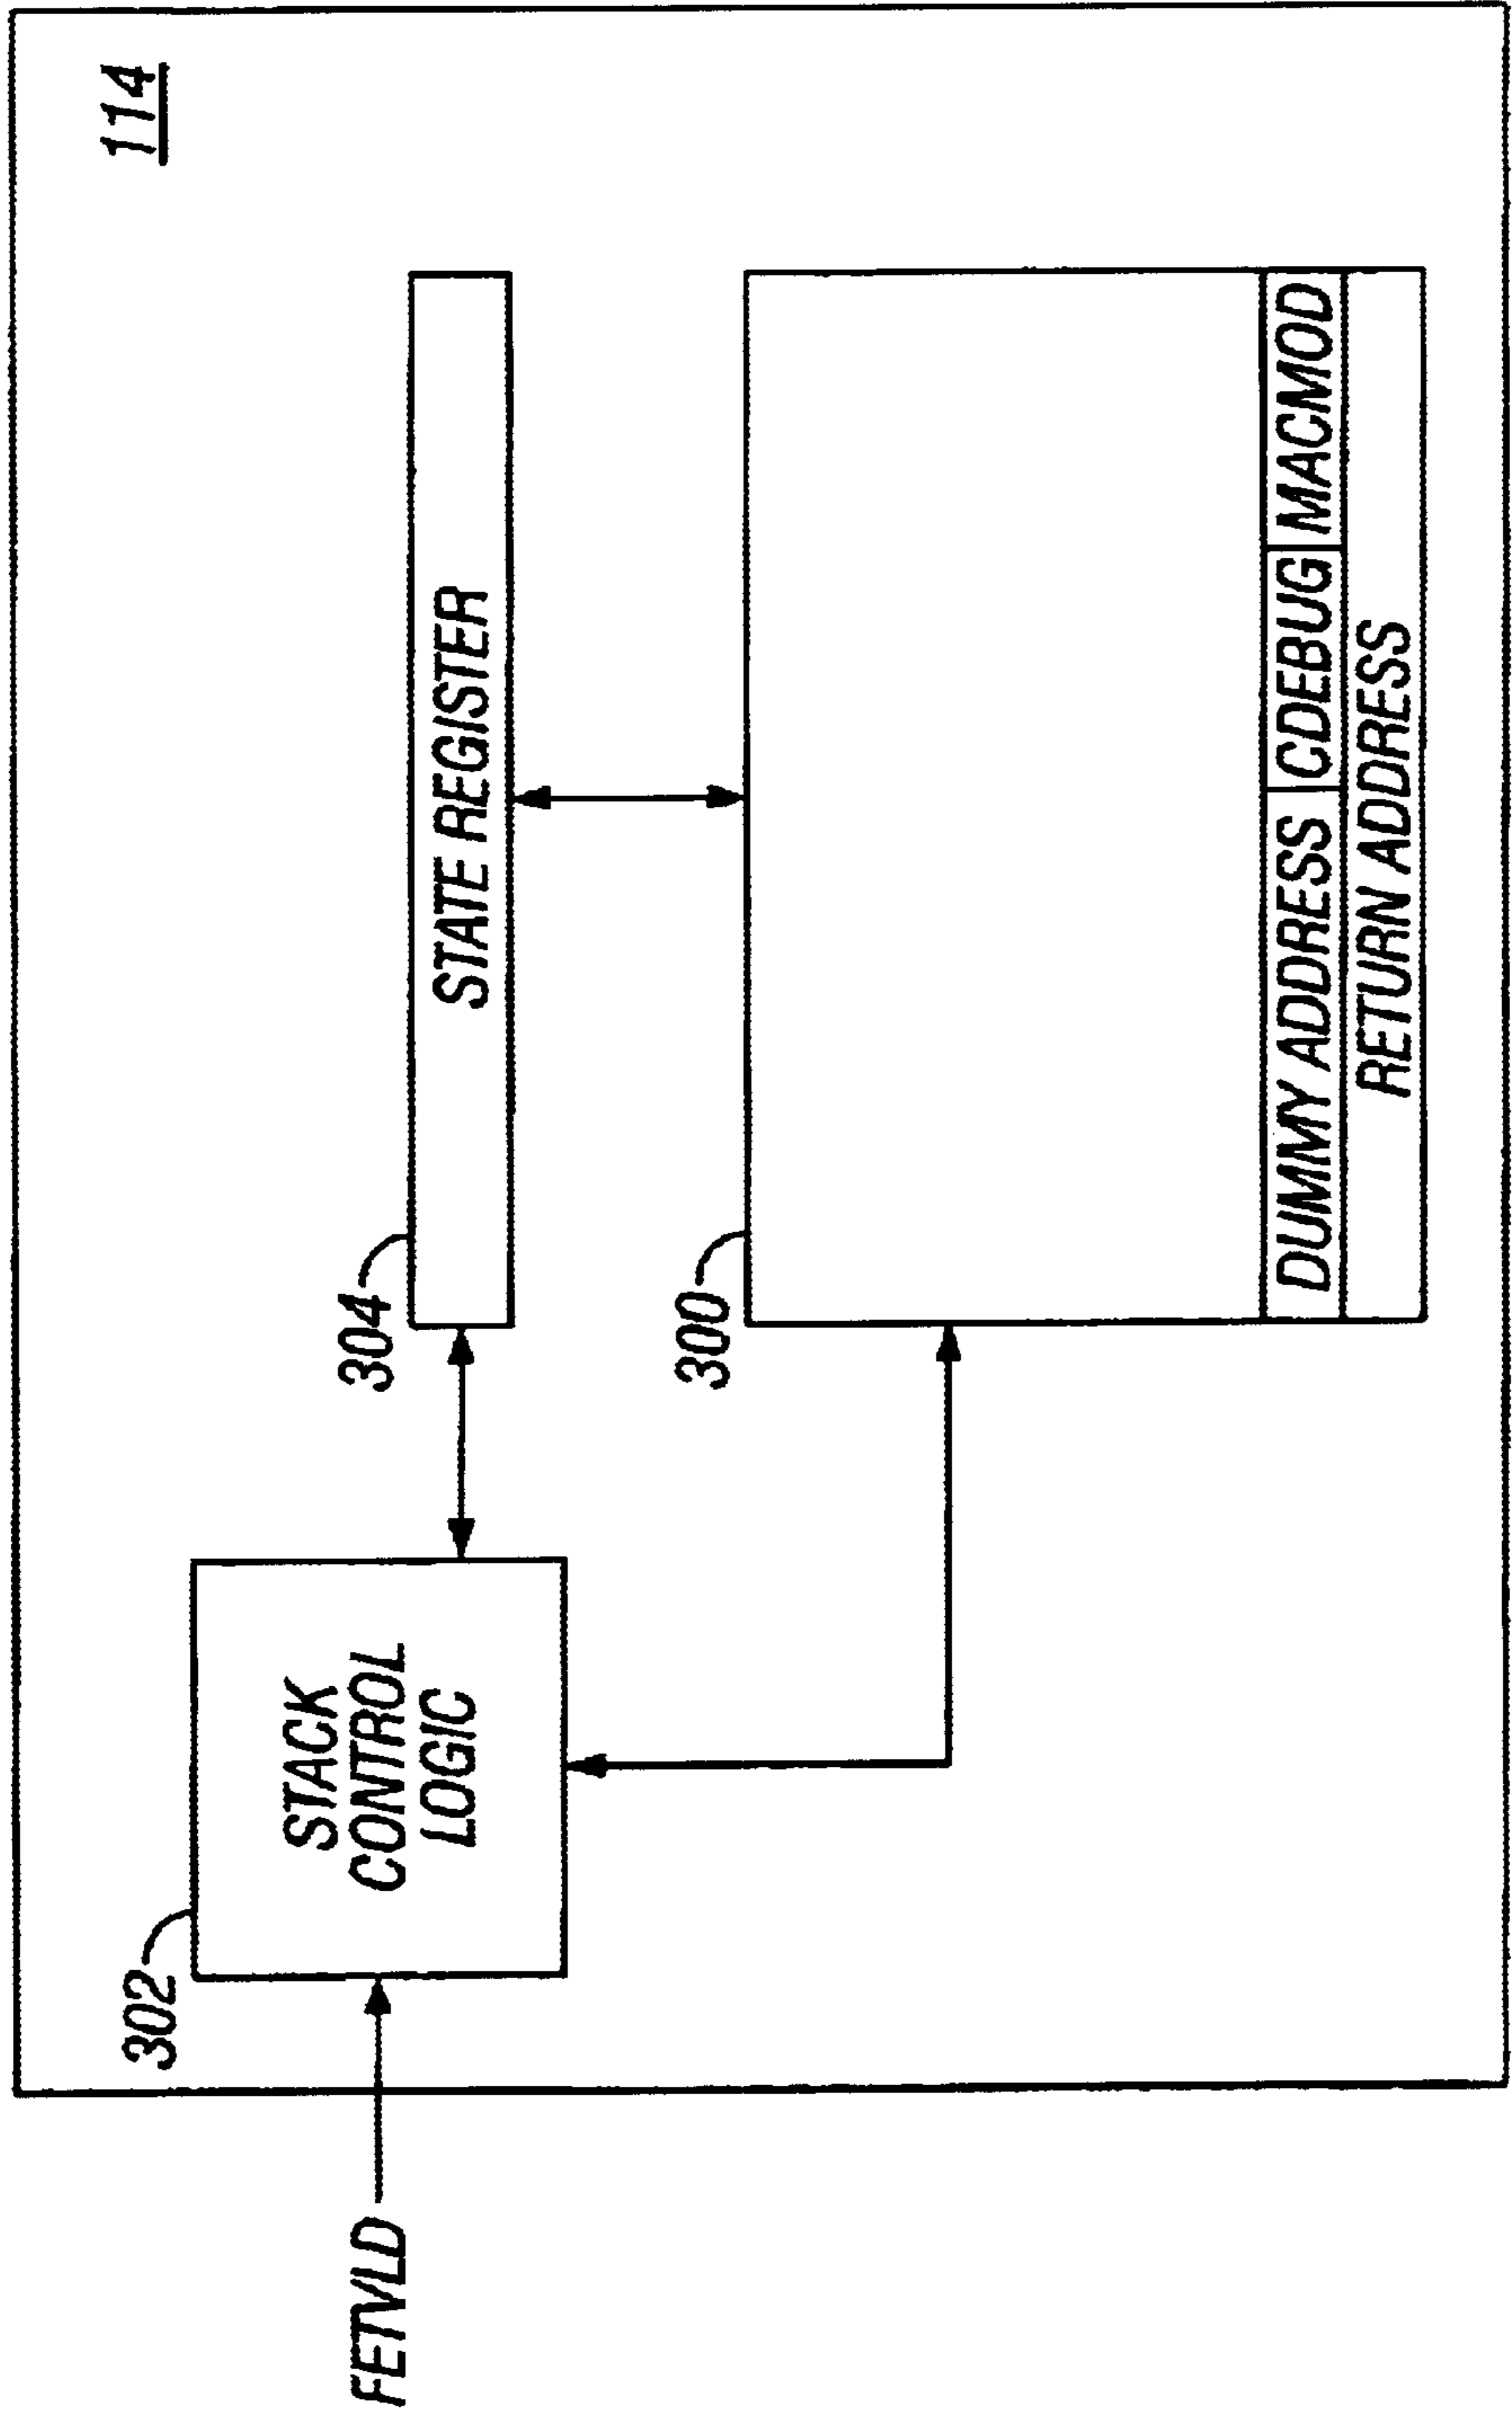 114
304
STATE REGISTER
302
STACK
CONTROL
LOGIC
FETVLD
300
DUMMY ADDRESS CDEBUG MACMOD
RETURN ADDRESS